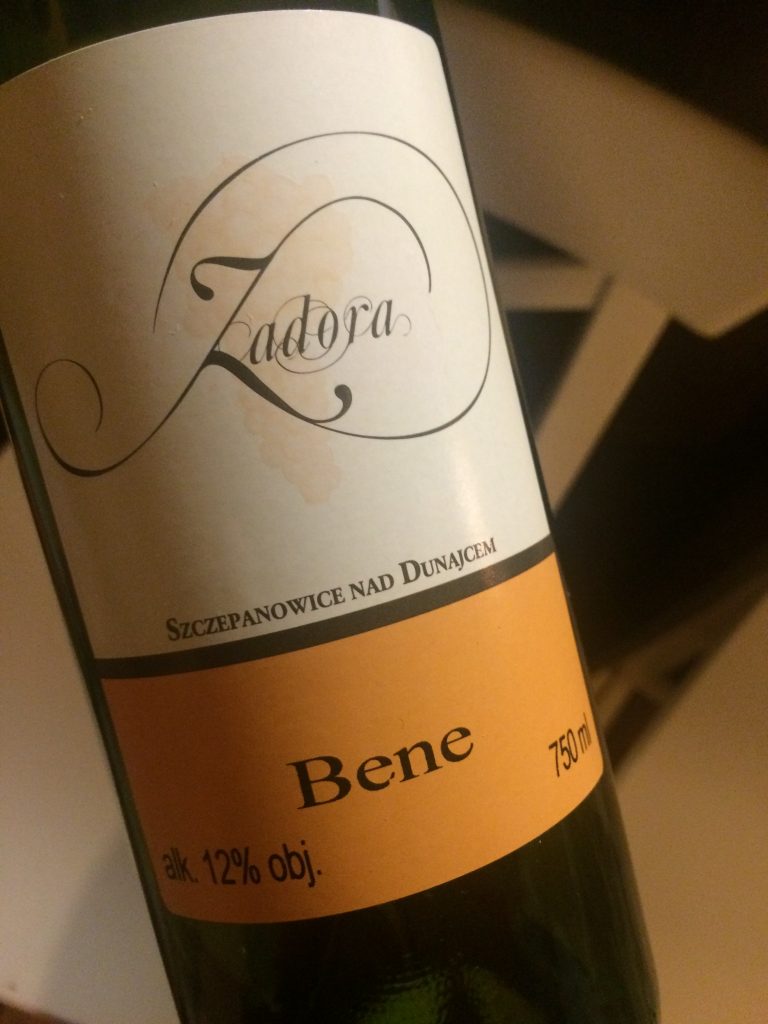 Zadora
Szczepanowice nad Dunajcem
Bene
750 ml
alk. 12% obj.